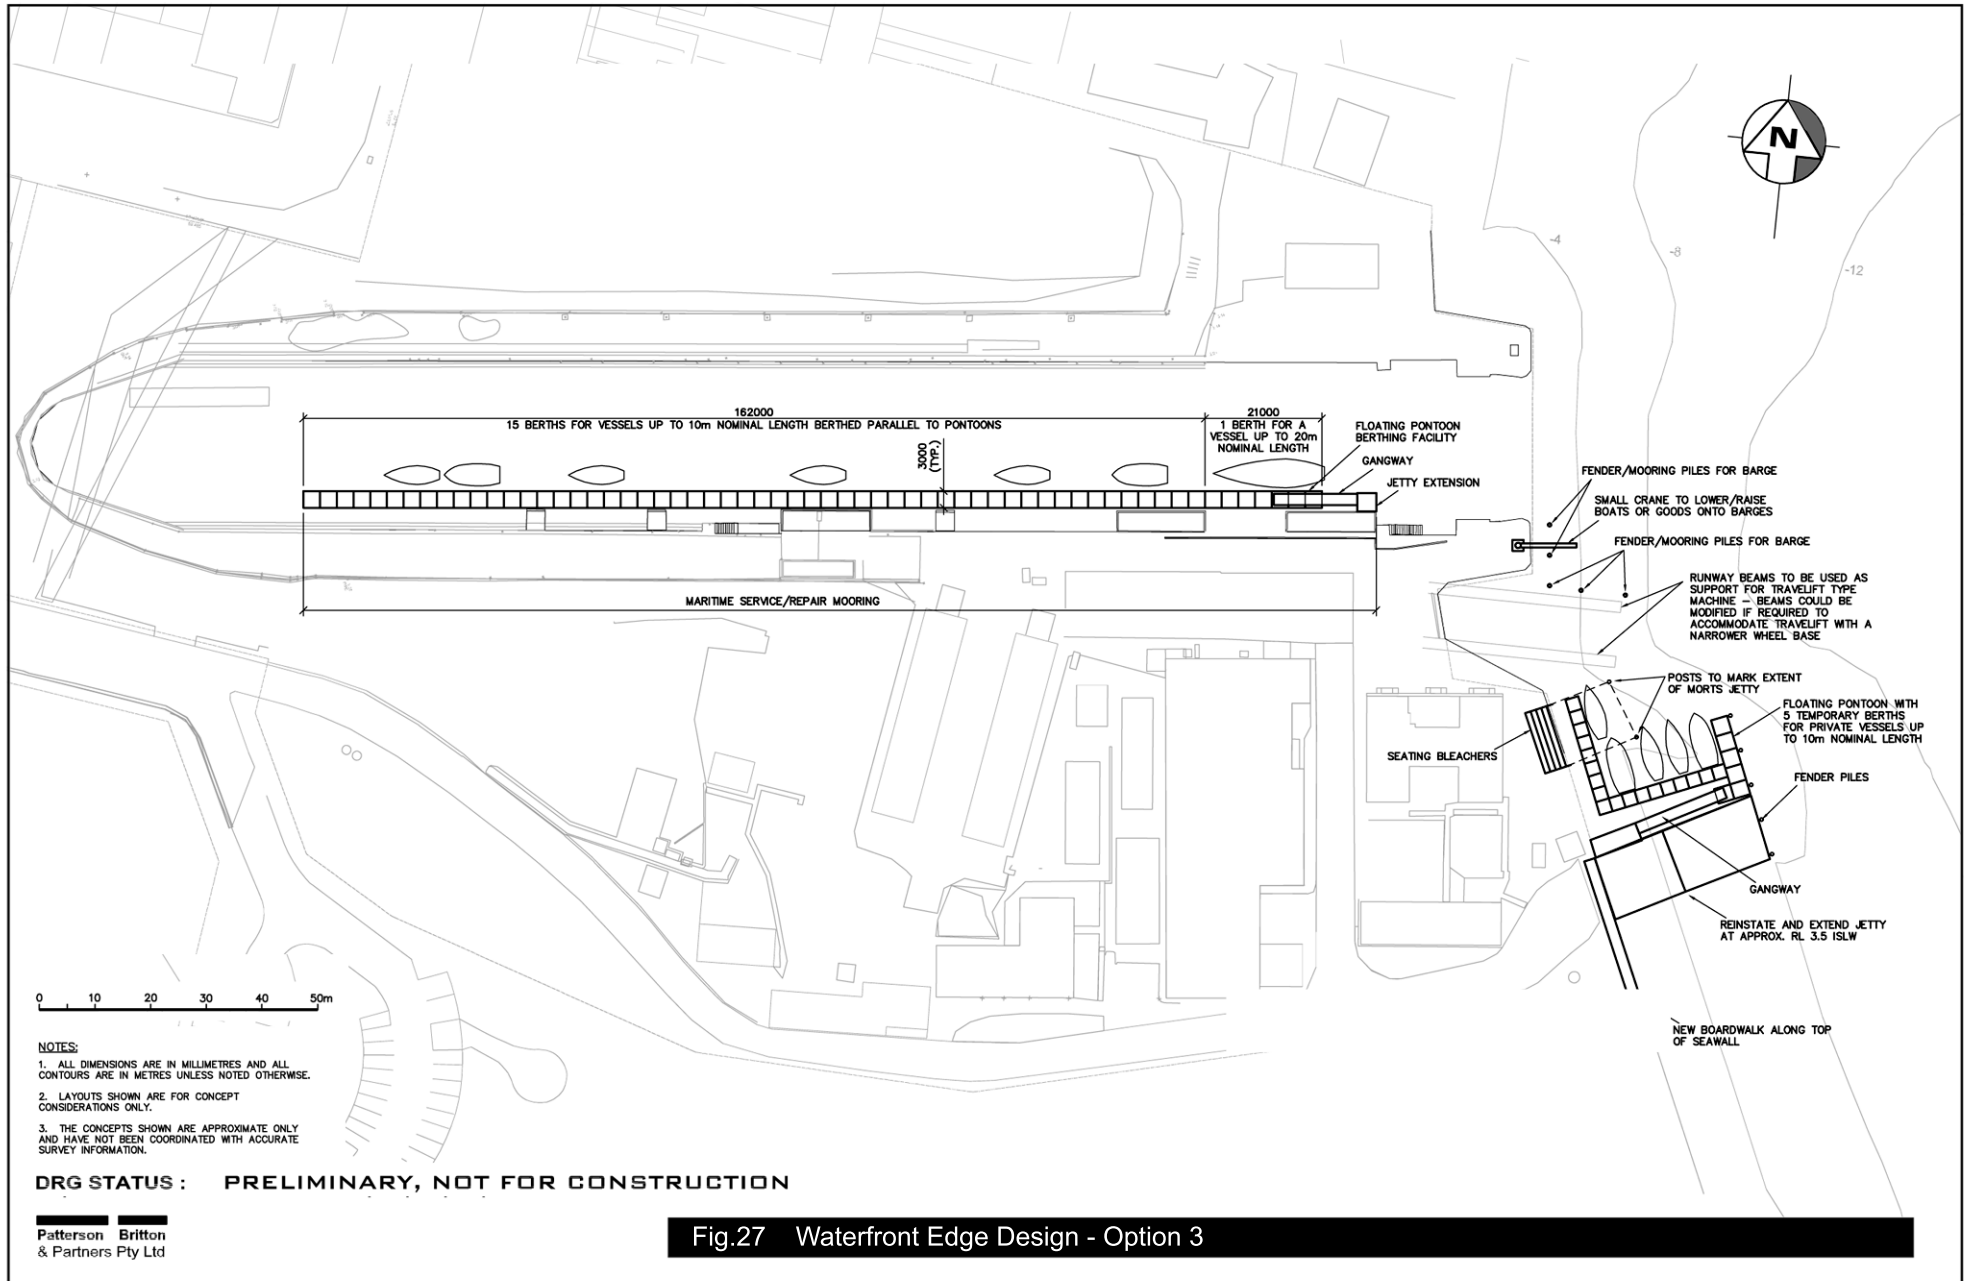 N
-4
-8
-12
162000
15 BERTHS FOR VESSELS UP TO 10m NOMINAL LENGTH BERTHED PARALLEL TO PONTOONS
21000
1 BERTH FOR A
VESSEL UP TO 20m
NOMINAL LENGTH
3000
(TYP.)
FLOATING PONTOON
BERTHING FACILITY
GANGWAY
JETTY EXTENSION
FENDER/MOORING PILES FOR BARGE
SMALL CRANE TO LOWER/RAISE
BOATS OR GOODS ONTO BARGES
FENDER/MOORING PILES FOR BARGE
RUNWAY BEAMS TO BE USED AS
SUPPORT FOR TRAVELIFT TYPE
MACHINE – BEAMS COULD BE
MODIFIED IF REQUIRED TO
ACCOMMODATE TRAVELIFT WITH A
NARROWER WHEEL BASE
MARITIME SERVICE/REPAIR MOORING
POSTS TO MARK EXTENT
OF MORTS JETTY
FLOATING PONTOON WITH
5 TEMPORARY BERTHS
FOR PRIVATE VESSELS UP
TO 10m NOMINAL LENGTH
SEATING BLEACHERS
FENDER PILES
GANGWAY
REINSTATE AND EXTEND JETTY
AT APPROX. RL 3.5 ISLW
NEW BOARDWALK ALONG TOP
OF SEAWALL
0 10 20 30 40 50m
NOTES:
1. ALL DIMENSIONS ARE IN MILLIMETRES AND ALL
CONTOURS ARE IN METRES UNLESS NOTED OTHERWISE.
2. LAYOUTS SHOWN ARE FOR CONCEPT
CONSIDERATIONS ONLY.
3. THE CONCEPTS SHOWN ARE APPROXIMATE ONLY
AND HAVE NOT BEEN COORDINATED WITH ACCURATE
SURVEY INFORMATION.
DRG STATUS : PRELIMINARY, NOT FOR CONSTRUCTION
Patterson Britton
& Partners Pty Ltd
Fig.27 Waterfront Edge Design - Option 3